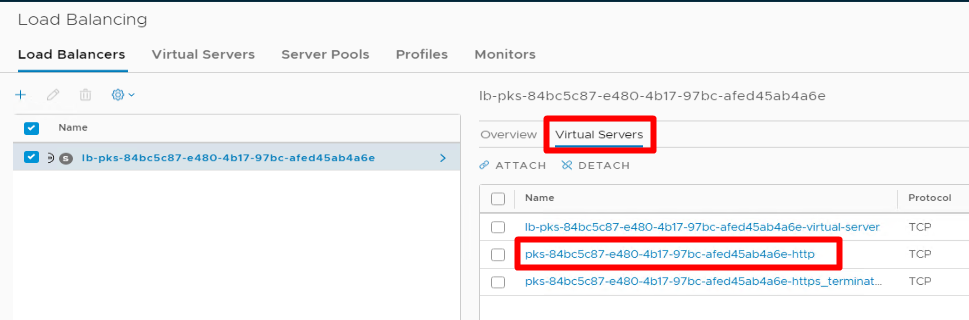 Load Balancing
Load Balancers Virtual Servers Server Pools Profiles Monitors
lb-pks-84bc5c87-e480-4b17-97bc-afed45ab4a6e
Overview Virtual Servers
ATTACH DETACH
Name
S lb-pks-84bc5c87-e480-4b17-97bc-afed45ab4a6e
Name Protocol
lb-pks-84bc5c87-e480-4b17-97bc-afed45ab4a6e-virtual-server TCP
pks-84bc5c87-e480-4b17-97bc-afed45ab4a6e-http TCP
pks-84bc5c87-e480-4b17-97bc-afed45ab4a6e-https_terminat... TCP